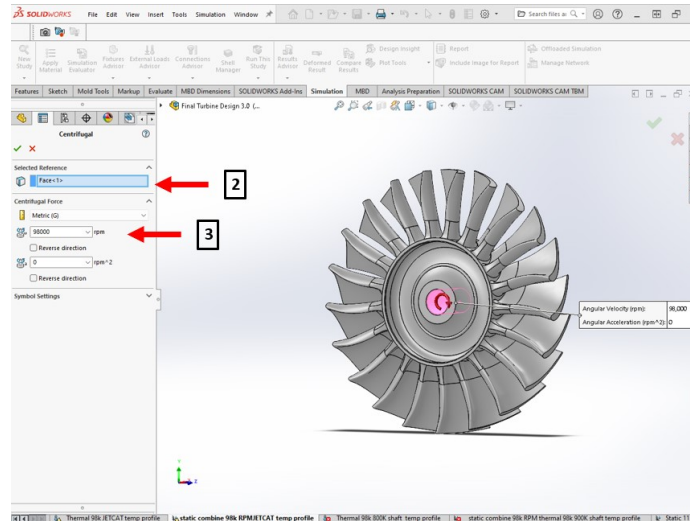 SOLIDWORKS File Edit View Insert Tools Simulation Window Search files a
New Study Apply Material Simulation Evaluator Fixtures Advisor External Loads Advisor Connections Advisor Shell Manager Run This Study Results Advisor Deformed Result Compare Results Design Insight Plot Tools Report Include Image for Report Offloaded Simulation Manage Network
Features Sketch Mold Tools Markup Evaluate MBD Dimensions SOLIDWORKS Add-Ins Simulation MBD Analysis Preparation SOLIDWORKS CAM SOLIDWORKS CAM TBM
Final Turbine Design 3.0 (...
Centrifugal
Selected Reference
Face<1>
2
Centrifugal Force
Metric (G)
98000 rpm
3
Reverse direction
0 rpm^2
Reverse direction
Symbol Settings
Angular Velocity (rpm): 98,000
Angular Acceleration (rpm^2): 0
Thermal 98k JETCAT temp profile static combine 98k RPMJETCAT temp profile Thermal 98k 800K shaft temp profile static combine 98k RPM thermal 98k 900K shaft temp profile Static 11